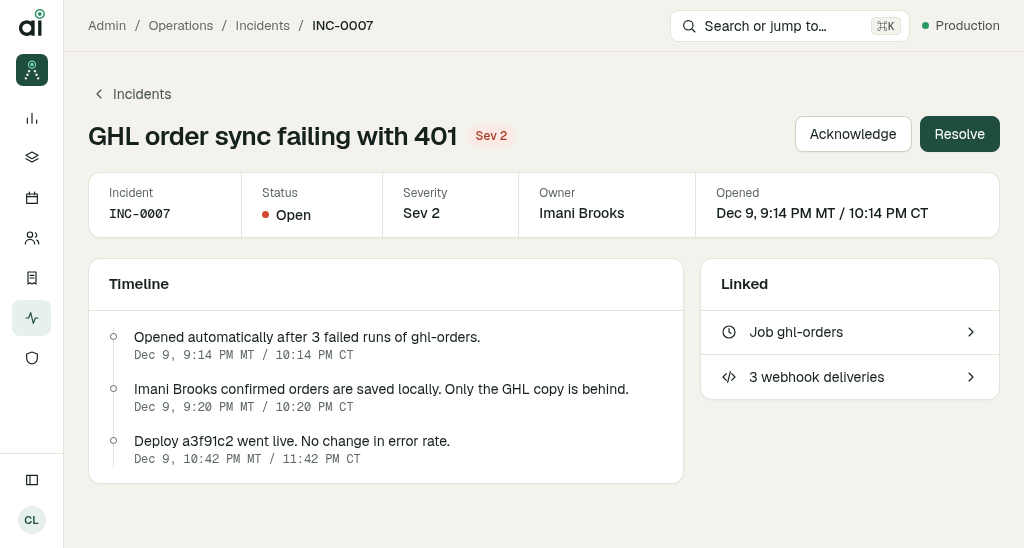 ai
Admin / Operations / Incidents / INC-0007
Search or jump to…
⌘K
Production
Incidents
GHL order sync failing with 401
Sev 2
Acknowledge
Resolve
Incident
INC-0007
Status
Open
Severity
Sev 2
Owner
Imani Brooks
Opened
Dec 9, 9:14 PM MT / 10:14 PM CT
Timeline
Opened automatically after 3 failed runs of ghl-orders.
Dec 9, 9:14 PM MT / 10:14 PM CT
Imani Brooks confirmed orders are saved locally. Only the GHL copy is behind.
Dec 9, 9:20 PM MT / 10:20 PM CT
Deploy a3f91c2 went live. No change in error rate.
Dec 9, 10:42 PM MT / 11:42 PM CT
Linked
Job ghl-orders
3 webhook deliveries
CL